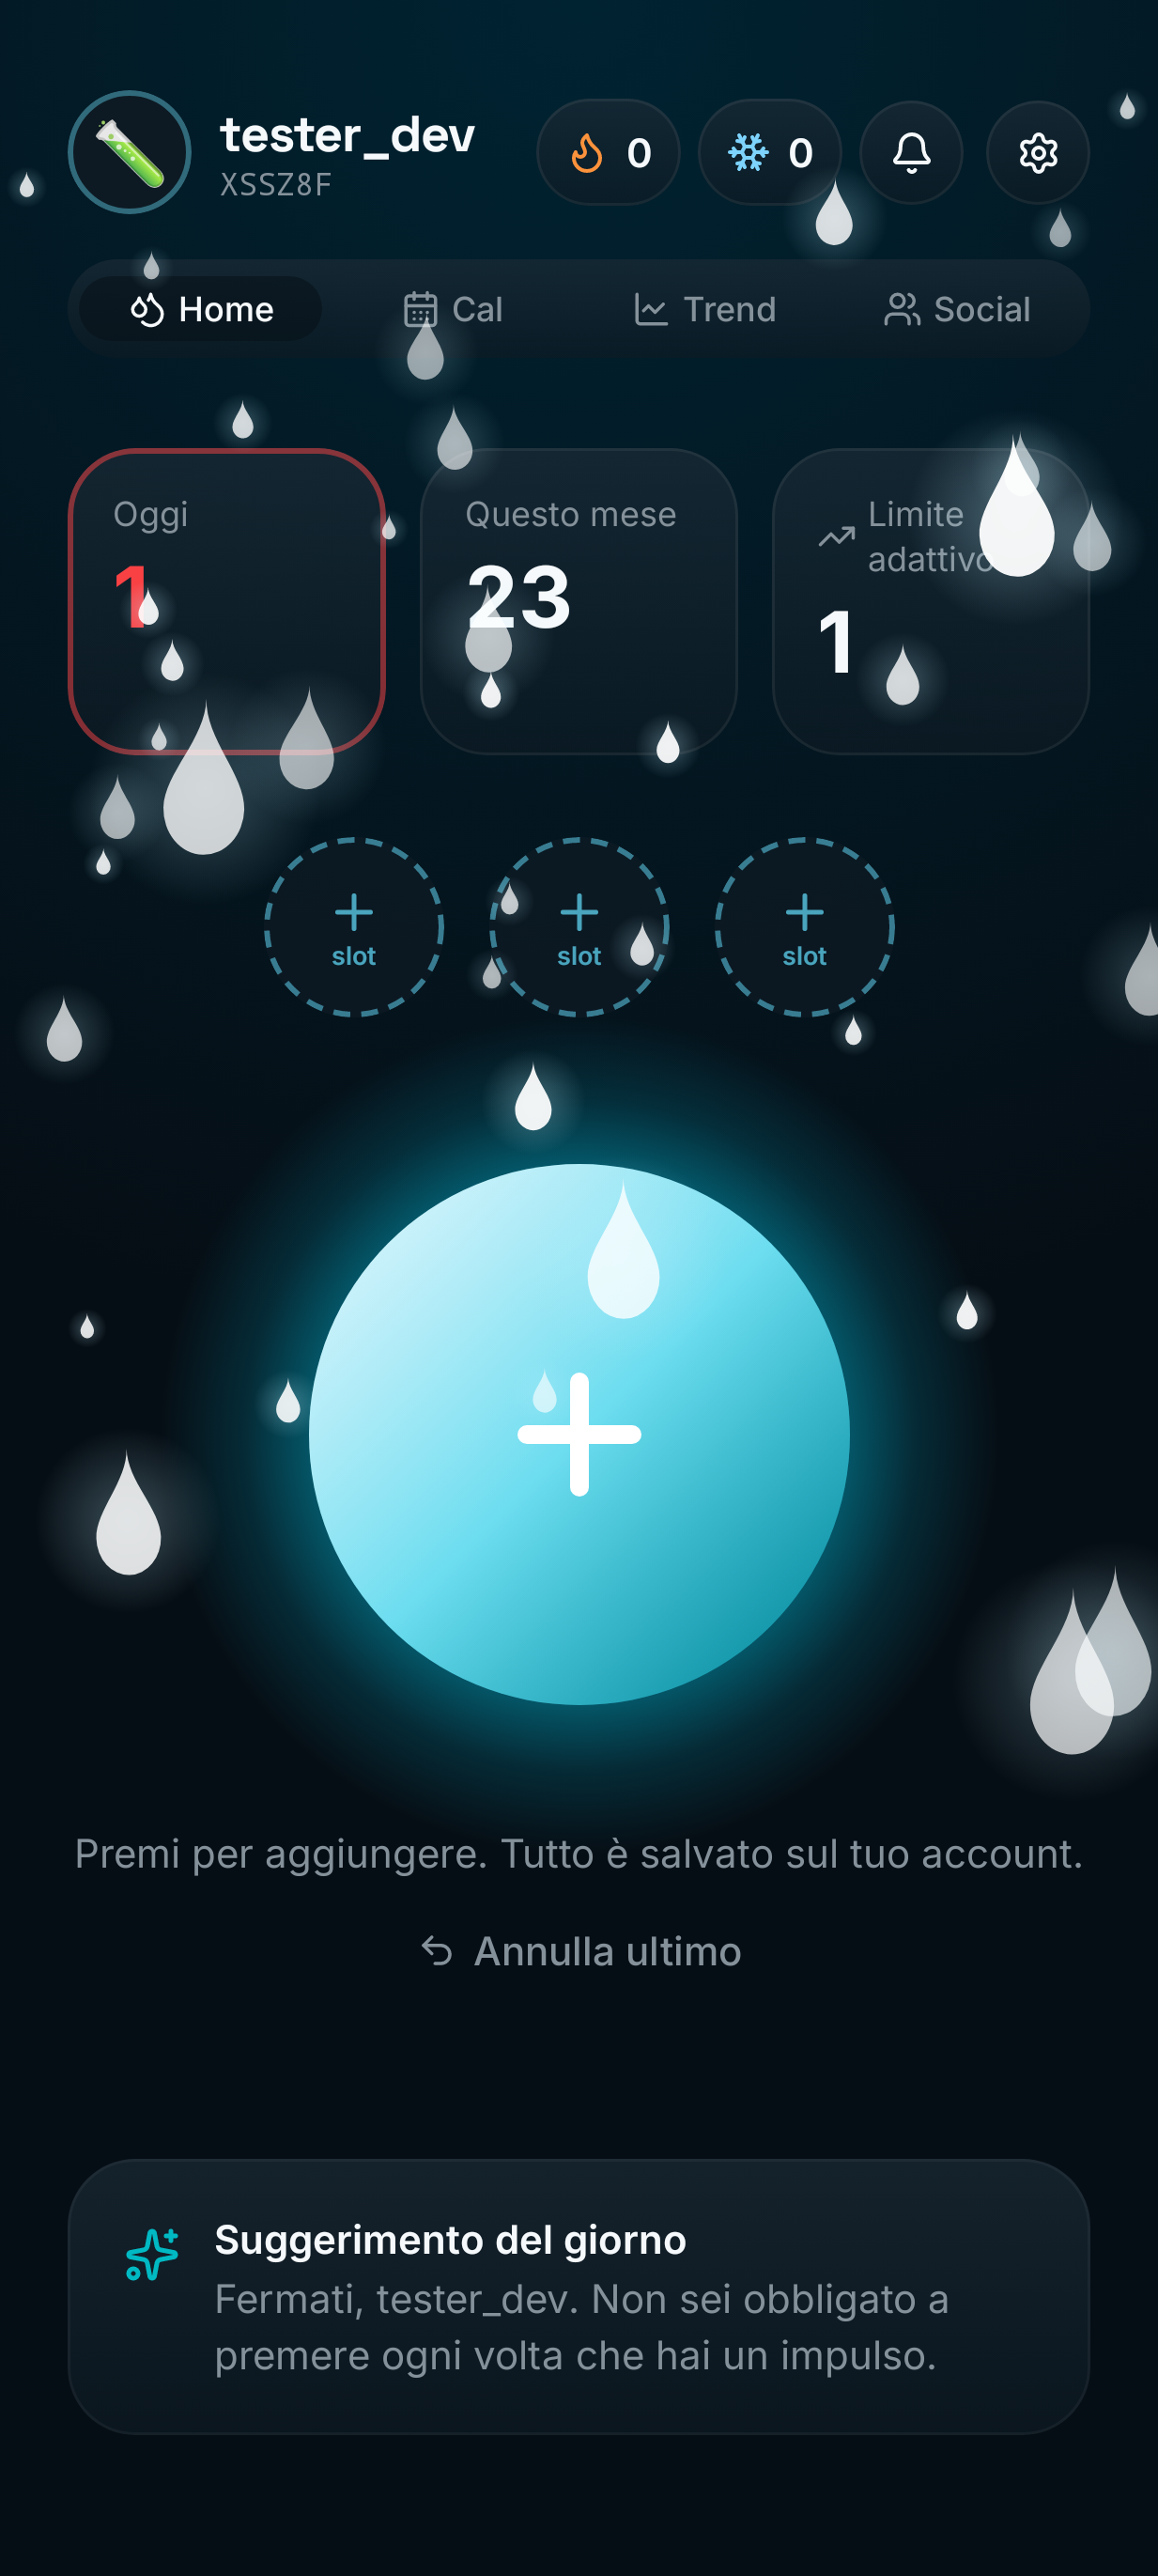 tester_dev
XSSZ8F
0
0
Home
Cal
Trend
Social
Oggi
1
Questo mese
23
Limite
adattivo
1
slot
slot
slot
Premi per aggiungere. Tutto è salvato sul tuo account.
Annulla ultimo
Suggerimento del giorno
Fermati, tester_dev. Non sei obbligato a
premere ogni volta che hai un impulso.